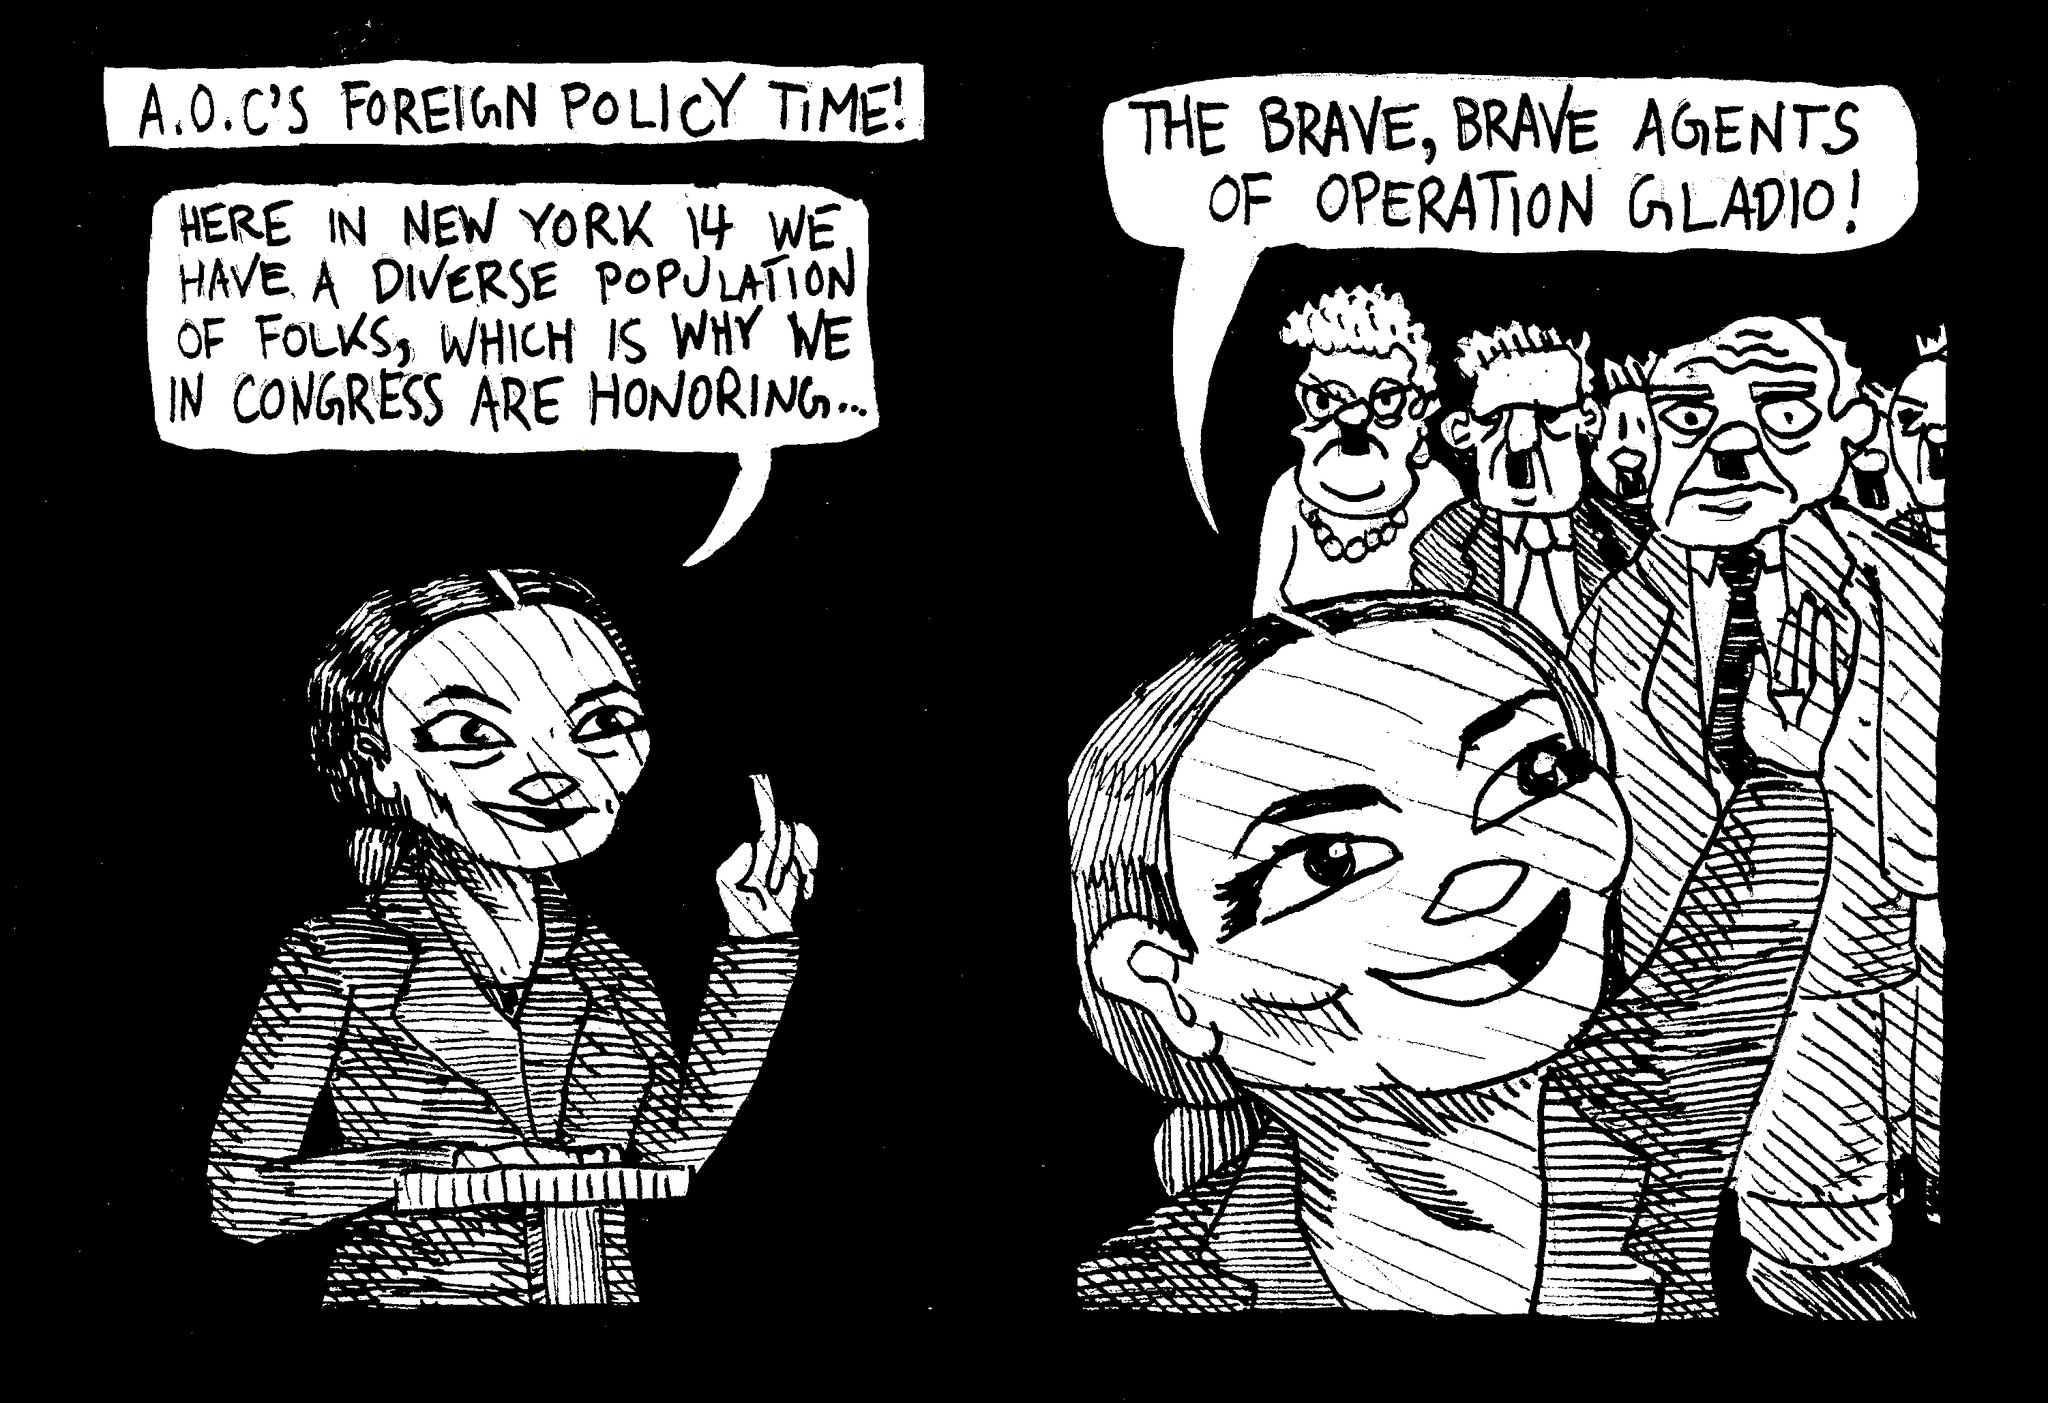 A.O.C'S FOREIGN POLICY TIME!
HERE IN NEW YORK 14 WE
HAVE A DIVERSE POPULATION
OF FOLKS, WHICH IS WHY WE
IN CONGRESS ARE HONORING...
THE BRAVE, BRAVE AGENTS
OF OPERATION GLADIO!